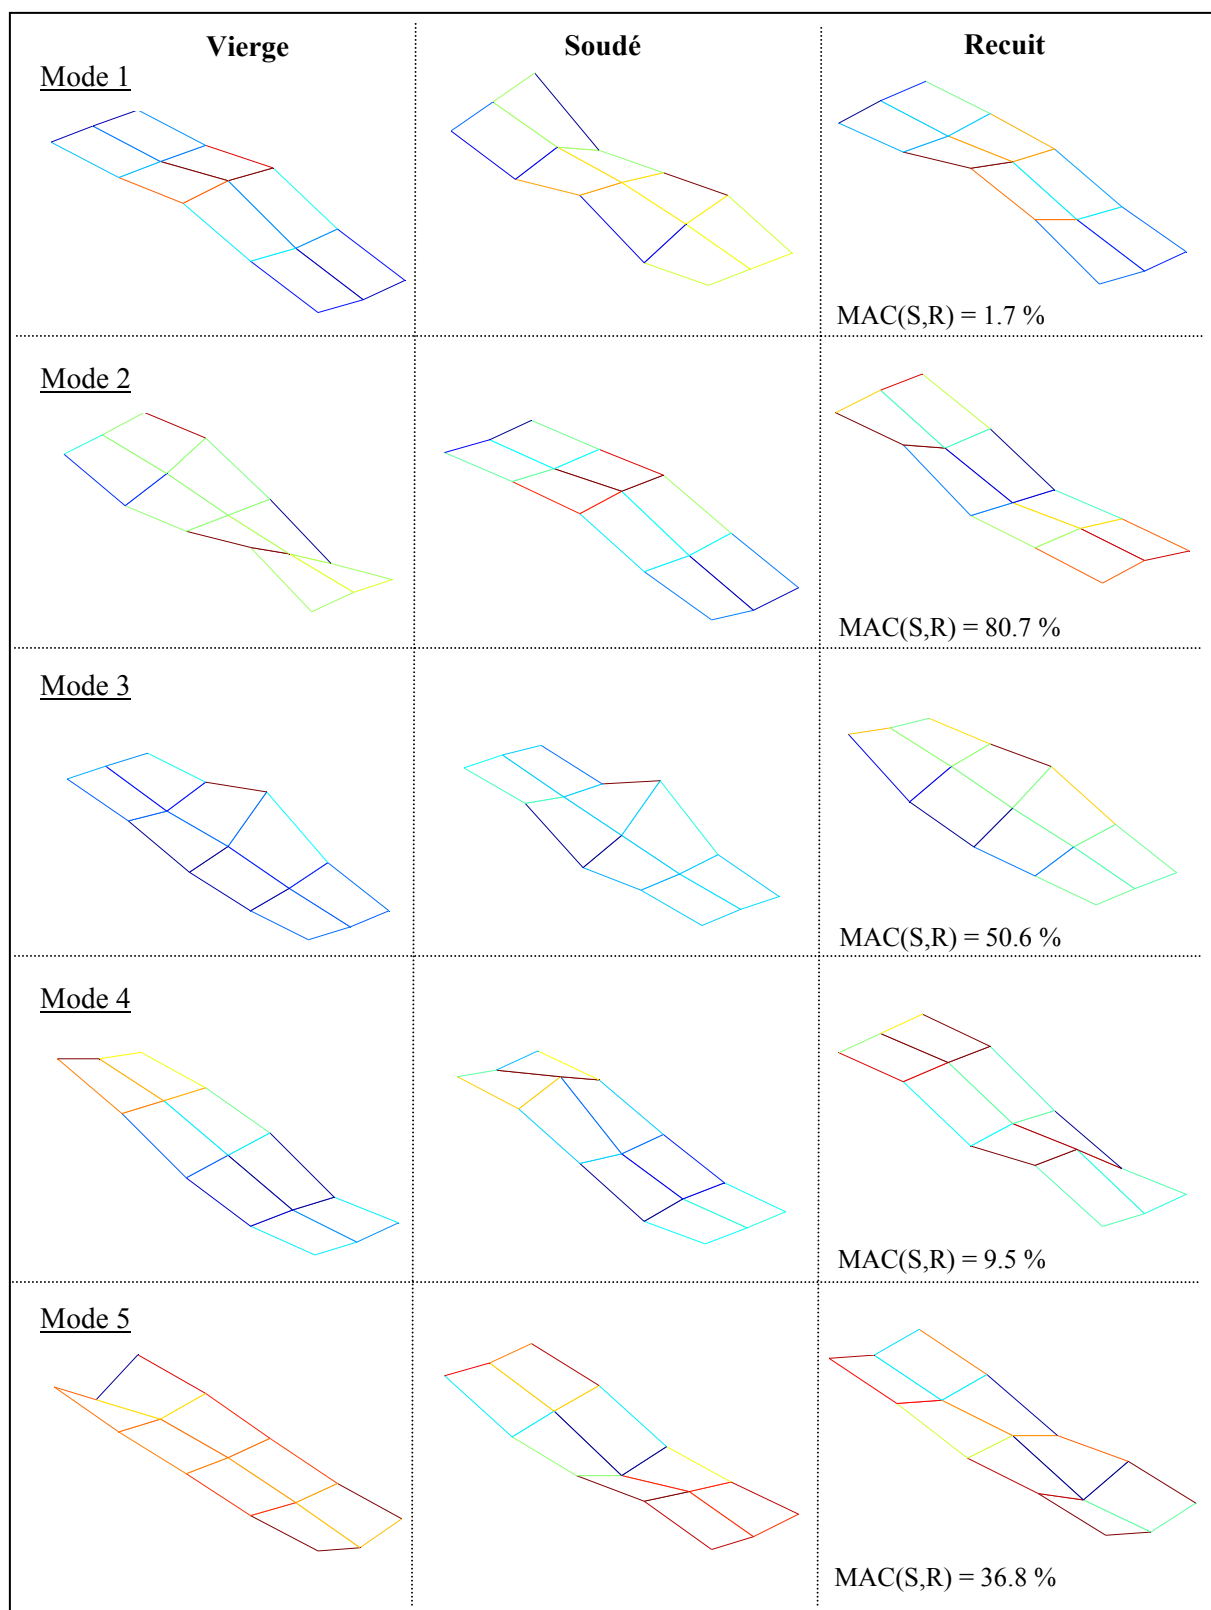 Vierge
Soudé
Recuit
Mode 1
MAC(S,R) = 1.7 %
Mode 2
MAC(S,R) = 80.7 %
Mode 3
MAC(S,R) = 50.6 %
Mode 4
MAC(S,R) = 9.5 %
Mode 5
MAC(S,R) = 36.8 %